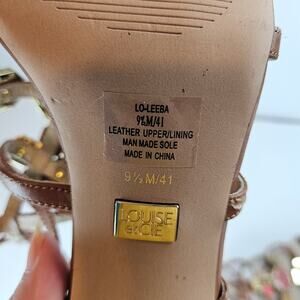 LO-LEEBA
9½M/41
LEATHER UPPER/LINING
MAN MADE SOLE
MADE IN CHINA
9½M/41
LOUISE
et CIE